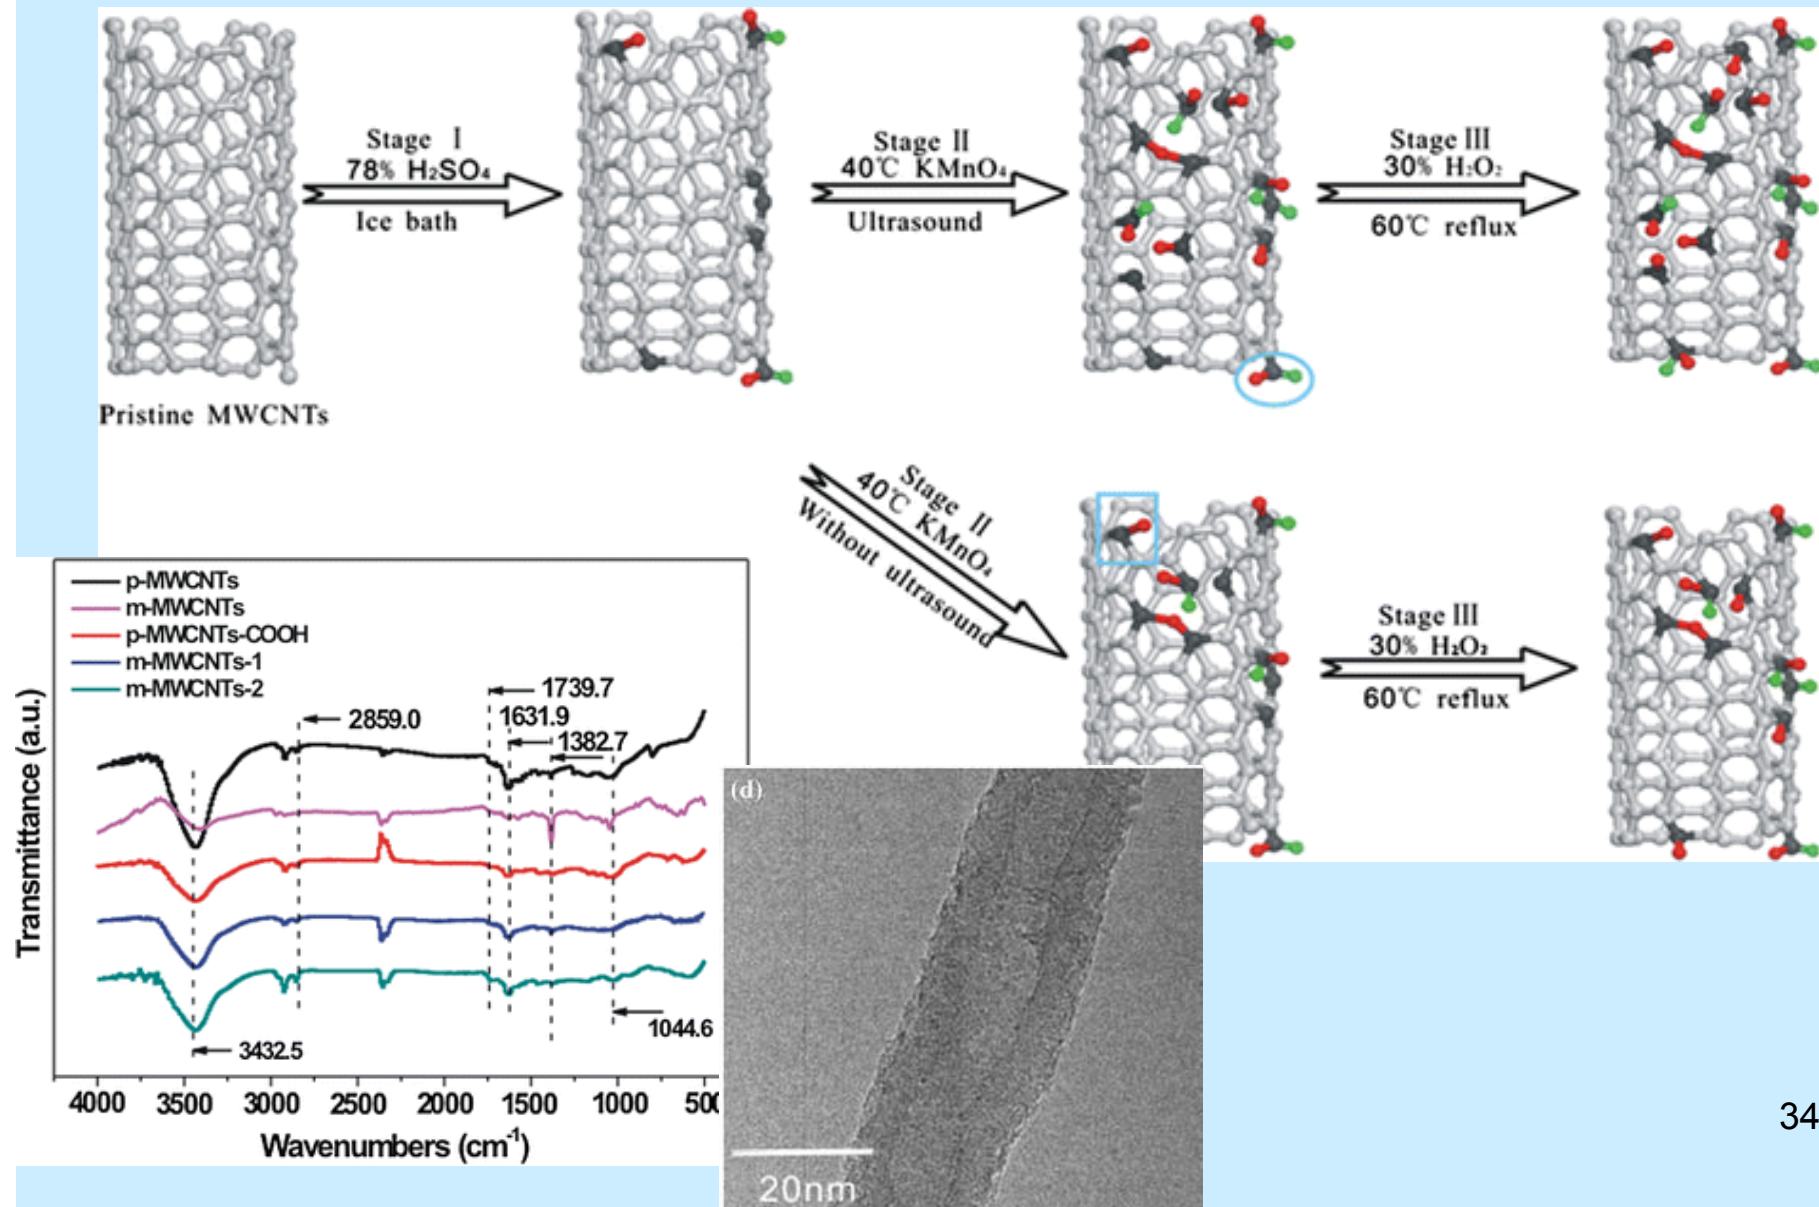 Stage Ⅰ
78% H₂SO₄
Ice bath
Stage Ⅱ
40℃ KMnO₄
Ultrasound
Stage Ⅲ
30% H₂O₂
60℃ reflux
Pristine MWCNTs
Stage Ⅱ
40℃ KMnO₄
Without ultrasound
Stage Ⅲ
30% H₂O₂
60℃ reflux
p-MWCNTs
m-MWCNTs
p-MWCNTs-COOH
m-MWCNTs-1
m-MWCNTs-2
1739.7
2859.0
1631.9
1382.7
1044.6
3432.5
Transmittance (a.u.)
4000 3500 3000 2500 2000 1500 1000
Wavenumbers (cm⁻¹)
(d)
20nm
34